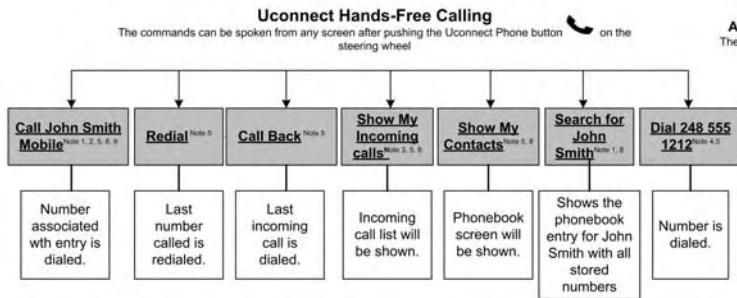 Uconnect Hands-Free Calling
The commands can be spoken from any screen after pushing the Uconnect Phone button on the
steering wheel
A
The
Call John Smith
Mobile Note 1, 2, 5, 8, 9
Redial Note 5
Call Back Note 5
Show My
Incoming
calls Note 3, 5, 8
Show My
Contacts Note 5, 8
Search for
John
Smith Note 1, 8
Dial 248 555
1212 Note 4,5
Number
associated
wth entry is
dialed.
Last
number
called is
redialed.
Last
incoming
call is
dialed.
Incoming
call list will
be shown.
Phonebook
screen will
be shown.
Shows the
phonebook
entry for John
Smith with all
stored
numbers
Number is
dialed.